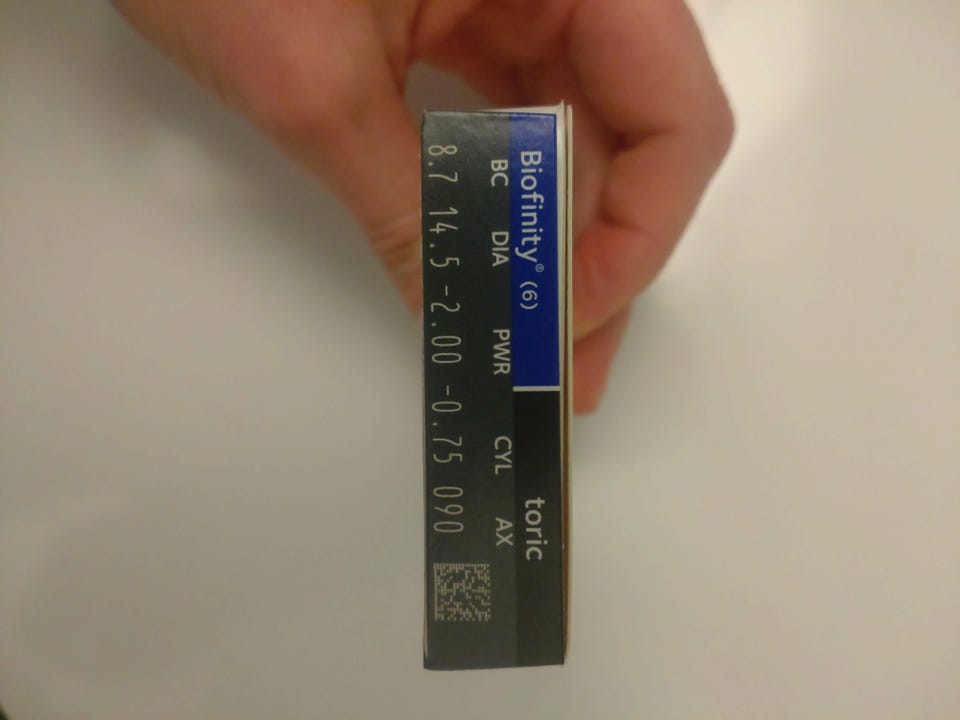 Biofinity® (6) toric
BC DIA PWR CYL AX
8.7 14.5 -2.00 -0.75 090